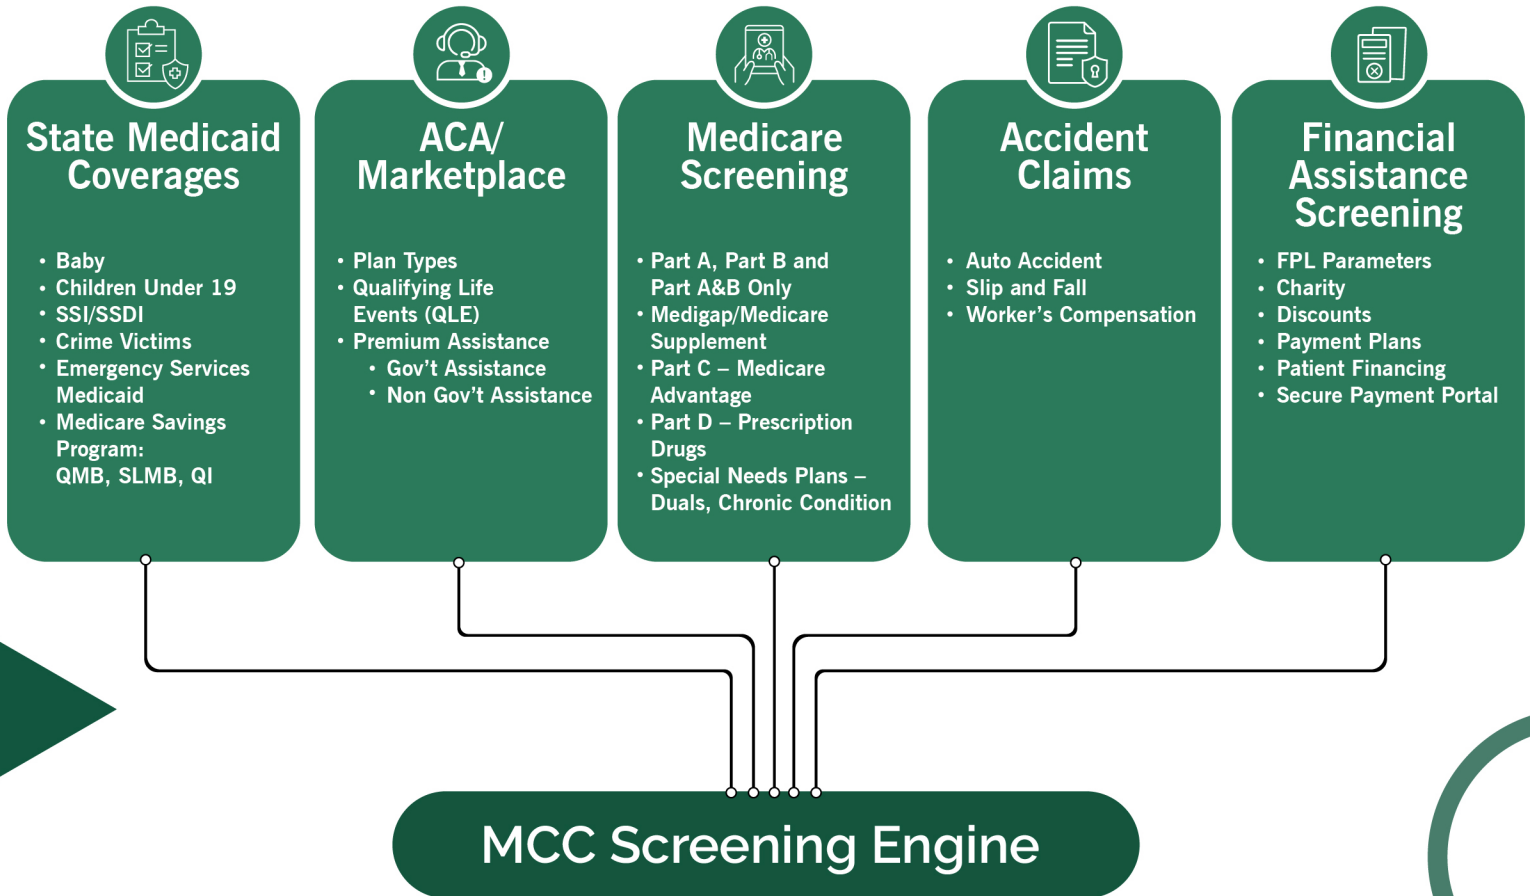 State Medicaid
Coverages
• Baby
• Children Under 19
• SSI/SSDI
• Crime Victims
• Emergency Services
Medicaid
• Medicare Savings
Program:
QMB, SLMB, QI
ACA/
Marketplace
• Plan Types
• Qualifying Life
Events (QLE)
• Premium Assistance
• Gov’t Assistance
• Non Gov’t Assistance
Medicare
Screening
• Part A, Part B and
Part A&B Only
• Medigap/Medicare
Supplement
• Part C – Medicare
Advantage
• Part D – Prescription
Drugs
• Special Needs Plans –
Duals, Chronic Condition
Accident
Claims
• Auto Accident
• Slip and Fall
• Worker’s Compensation
Financial
Assistance
Screening
• FPL Parameters
• Charity
• Discounts
• Payment Plans
• Patient Financing
• Secure Payment Portal
MCC Screening Engine